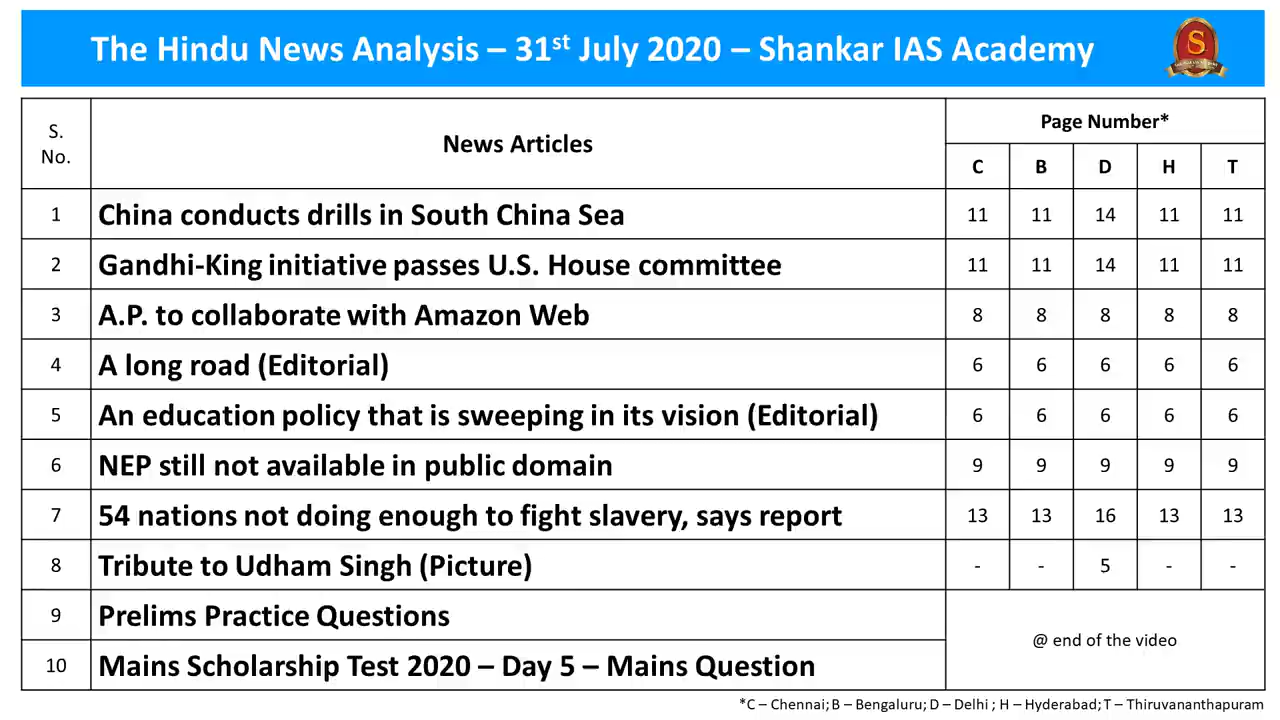 The Hindu News Analysis – 31st July 2020 – Shankar IAS Academy
S.
S. No. News Articles Page Number*
C B D H T
1 China conducts drills in South China Sea 11 11 14 11 11
2 Gandhi-King initiative passes U.S. House committee 11 11 14 11 11
3 A.P. to collaborate with Amazon Web 8 8 8 8 8
4 A long road (Editorial) 6 6 6 6 6
5 An education policy that is sweeping in its vision (Editorial) 6 6 6 6 6
6 NEP still not available in public domain 9 9 9 9 9
7 54 nations not doing enough to fight slavery, says report 13 13 16 13 13
8 Tribute to Udham Singh (Picture) - - 5 - -
9 Prelims Practice Questions @ end of the video
10 Mains Scholarship Test 2020 – Day 5 – Mains Question
*C – Chennai; B – Bengaluru; D – Delhi ; H – Hyderabad; T – Thiruvananthapuram